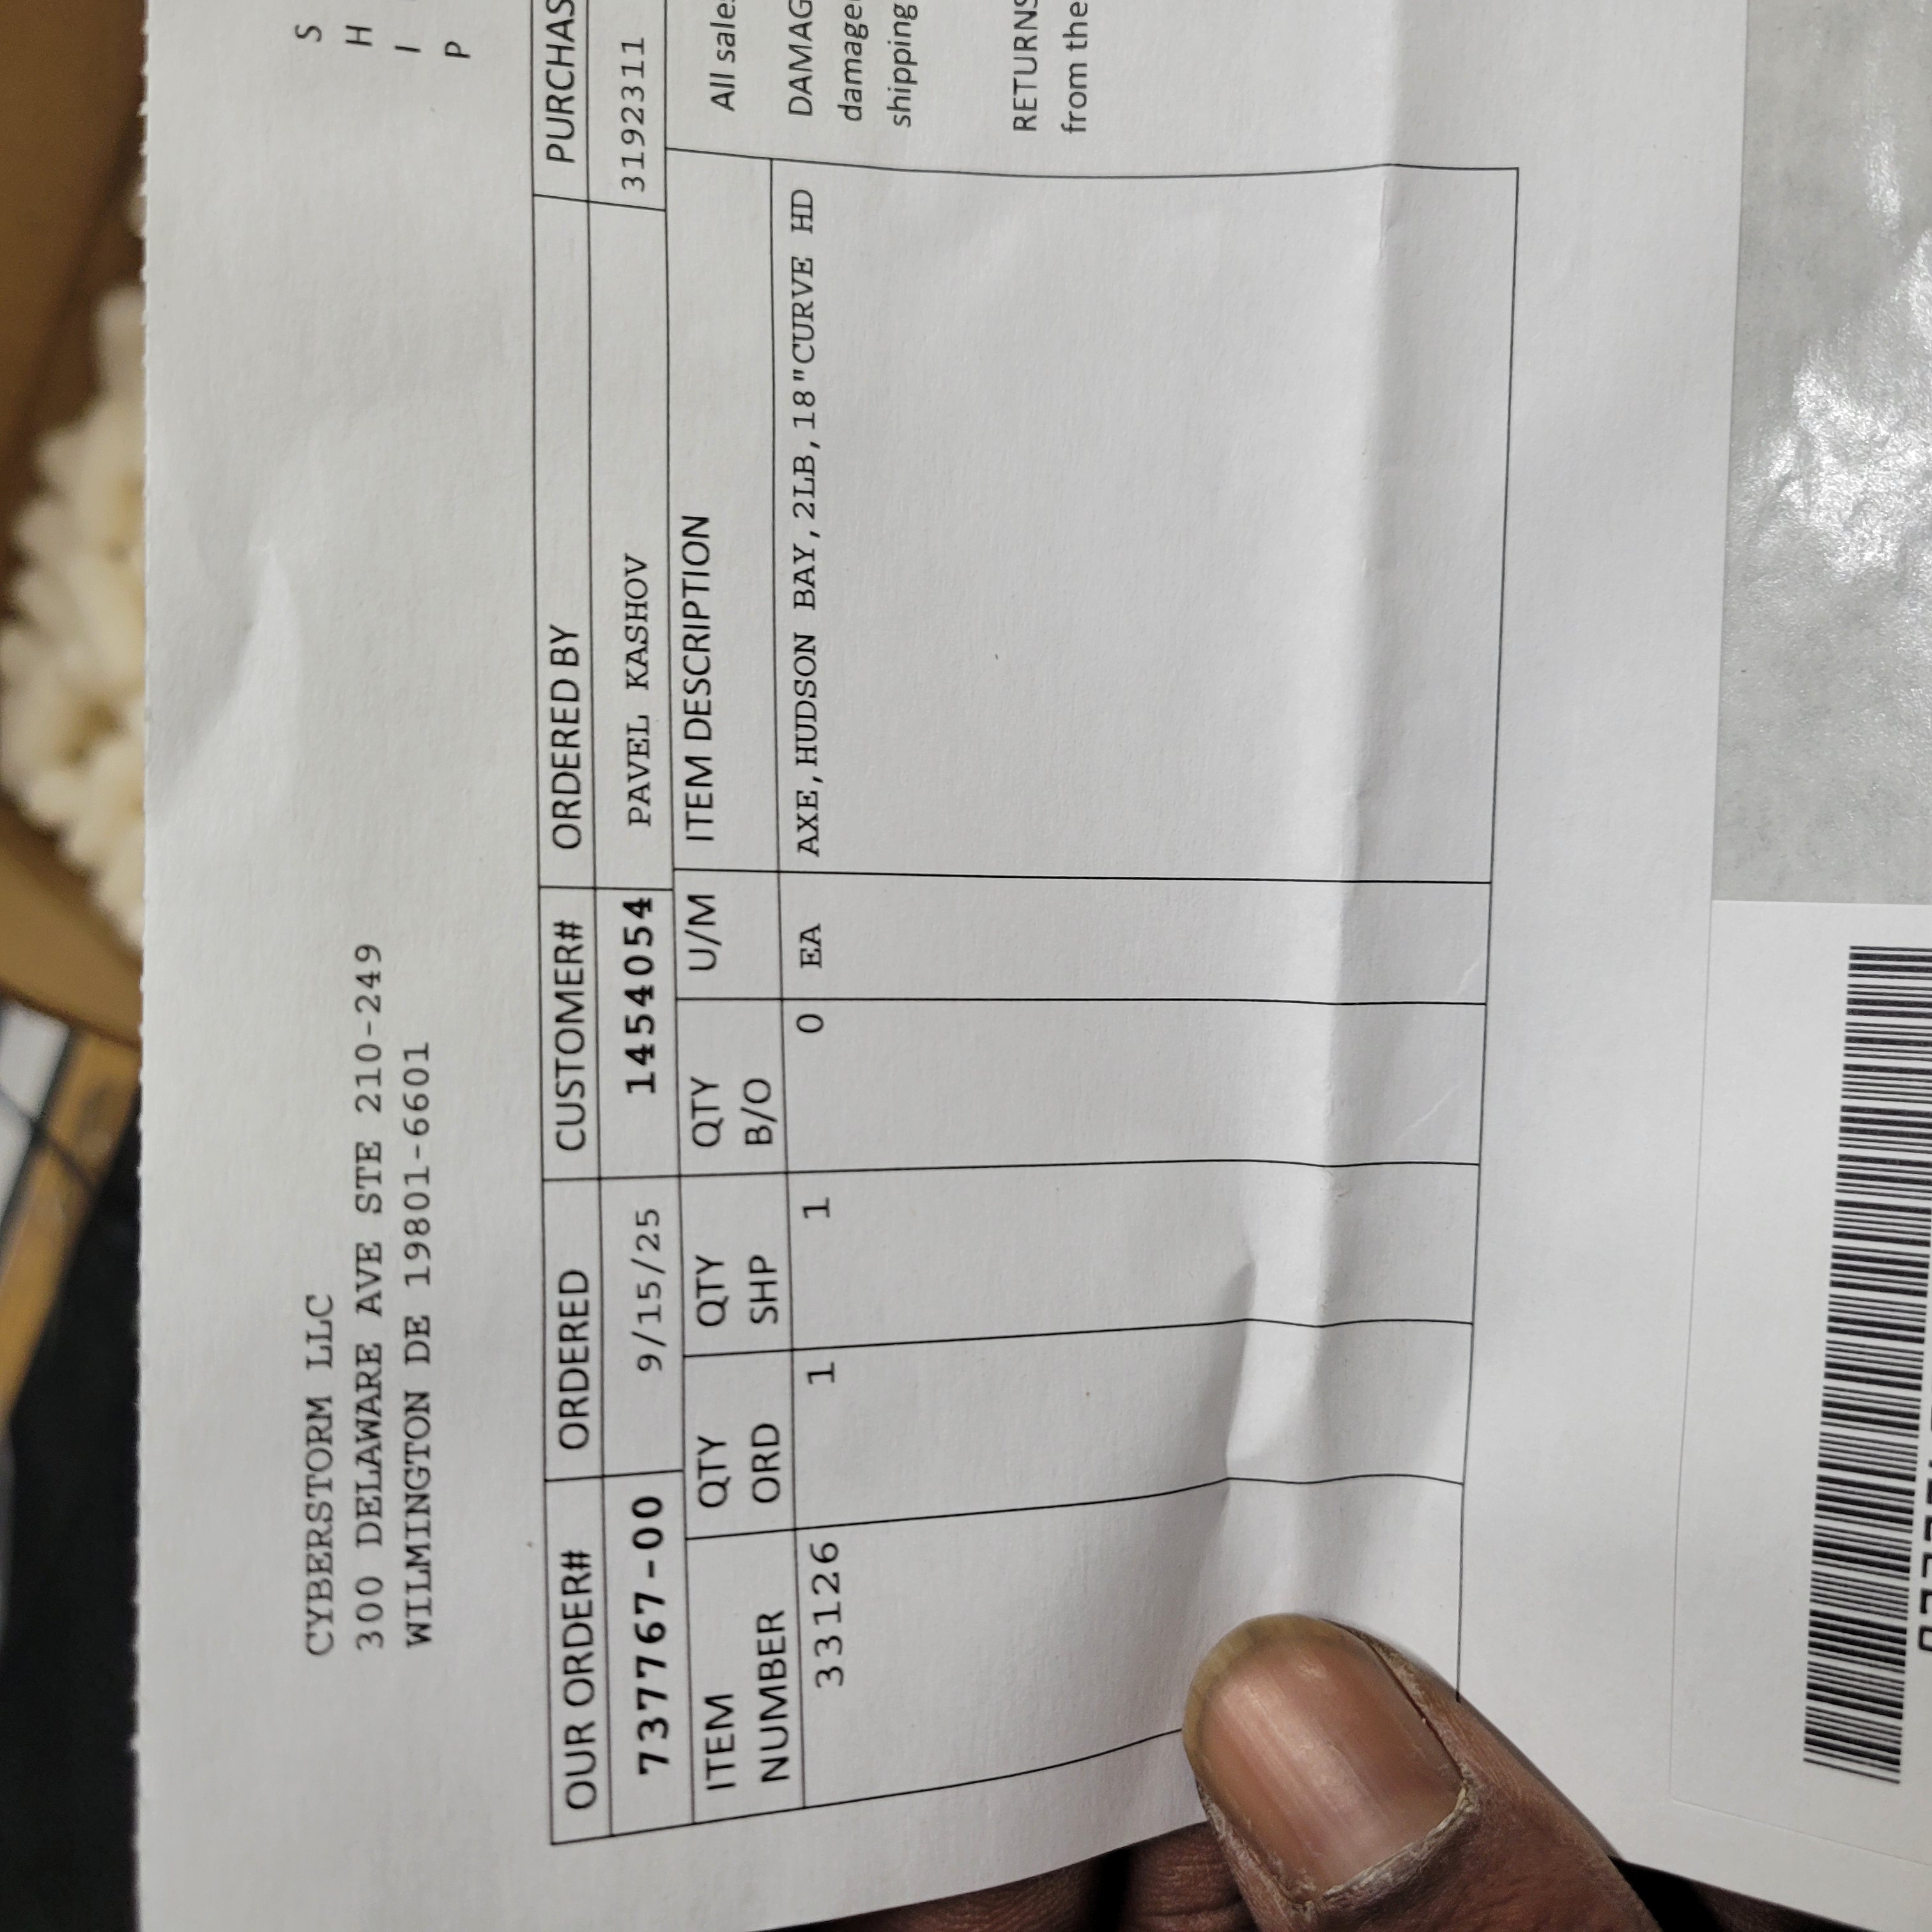 CYBERSTORM LLC
300 DELAWARE AVE STE 210-249
WILMINGTON DE 19801-6601
S
H
I
P
OUR ORDER# ORDERED CUSTOMER# ORDERED BY PURCHAS
737767-00 9/15/25 1454054 PAVEL KASHOV 3192311
ITEM NUMBER QTY ORD QTY SHP QTY B/O U/M ITEM DESCRIPTION
33126 1 1 0 EA AXE, HUDSON BAY, 2LB, 18"CURVE HD
All sale
DAMAG
damage
shipping
RETURNS
from the